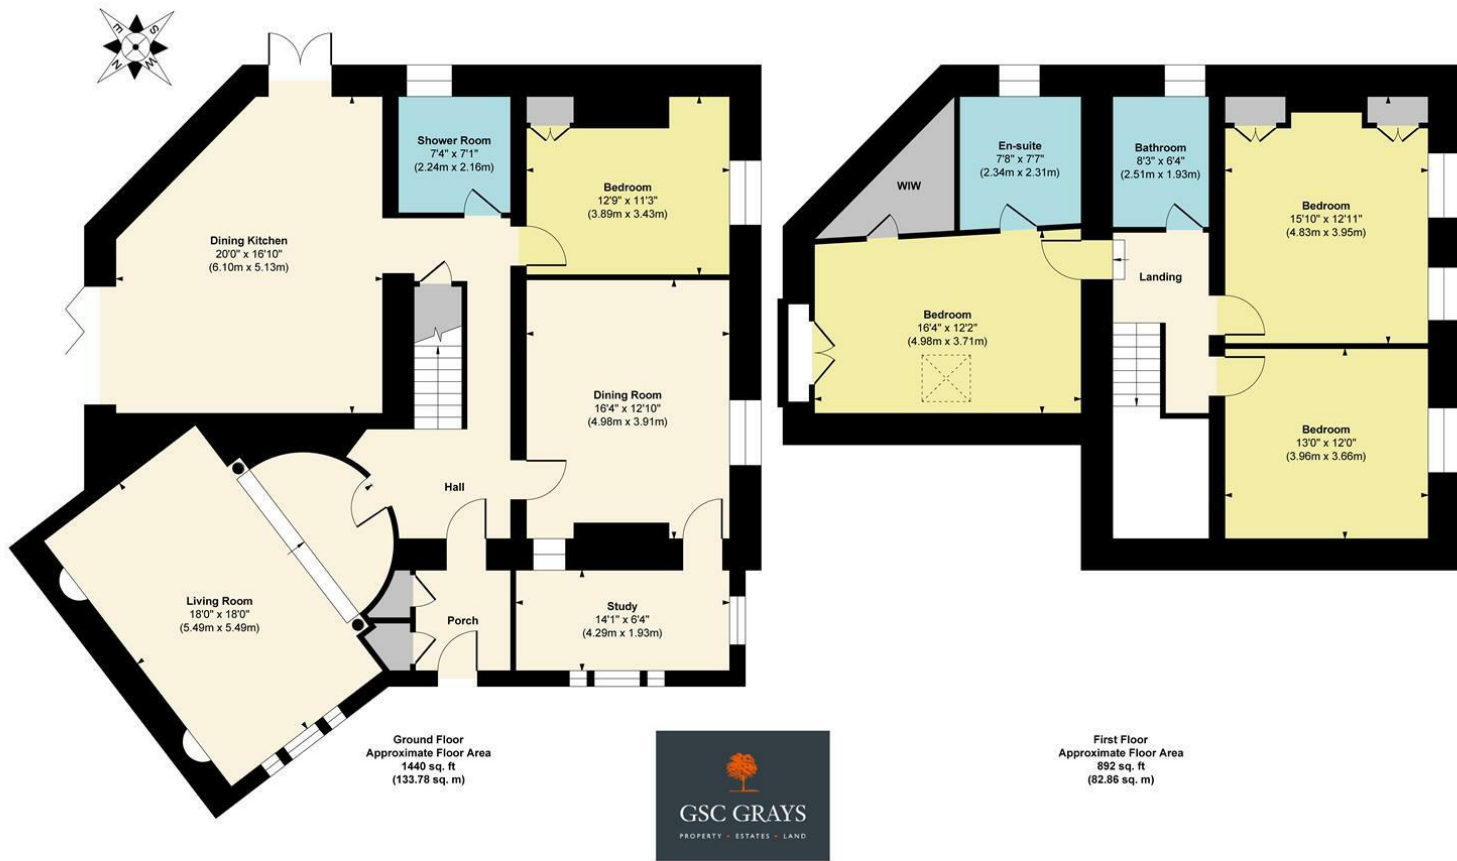 E
S
N
W
Dining Kitchen
20'0" x 16'10"
(6.10m x 5.13m)
Shower Room
7'4" x 7'1"
(2.24m x 2.16m)
Bedroom
12'9" x 11'3"
(3.89m x 3.43m)
Dining Room
16'4" x 12'10"
(4.98m x 3.91m)
Hall
Living Room
18'0" x 18'0"
(5.49m x 5.49m)
Porch
Study
14'1" x 6'4"
(4.29m x 1.93m)
Ground Floor
Approximate Floor Area
1440 sq. ft
(133.78 sq. m)
WIW
En-suite
7'8" x 7'7"
(2.34m x 2.31m)
Bathroom
8'3" x 6'4"
(2.51m x 1.93m)
Bedroom
15'10" x 12'11"
(4.83m x 3.95m)
Landing
Bedroom
16'4" x 12'2"
(4.98m x 3.71m)
Bedroom
13'0" x 12'0"
(3.96m x 3.66m)
First Floor
Approximate Floor Area
892 sq. ft
(82.86 sq. m)
GSC GRAYS
PROPERTY • ESTATES • LAND